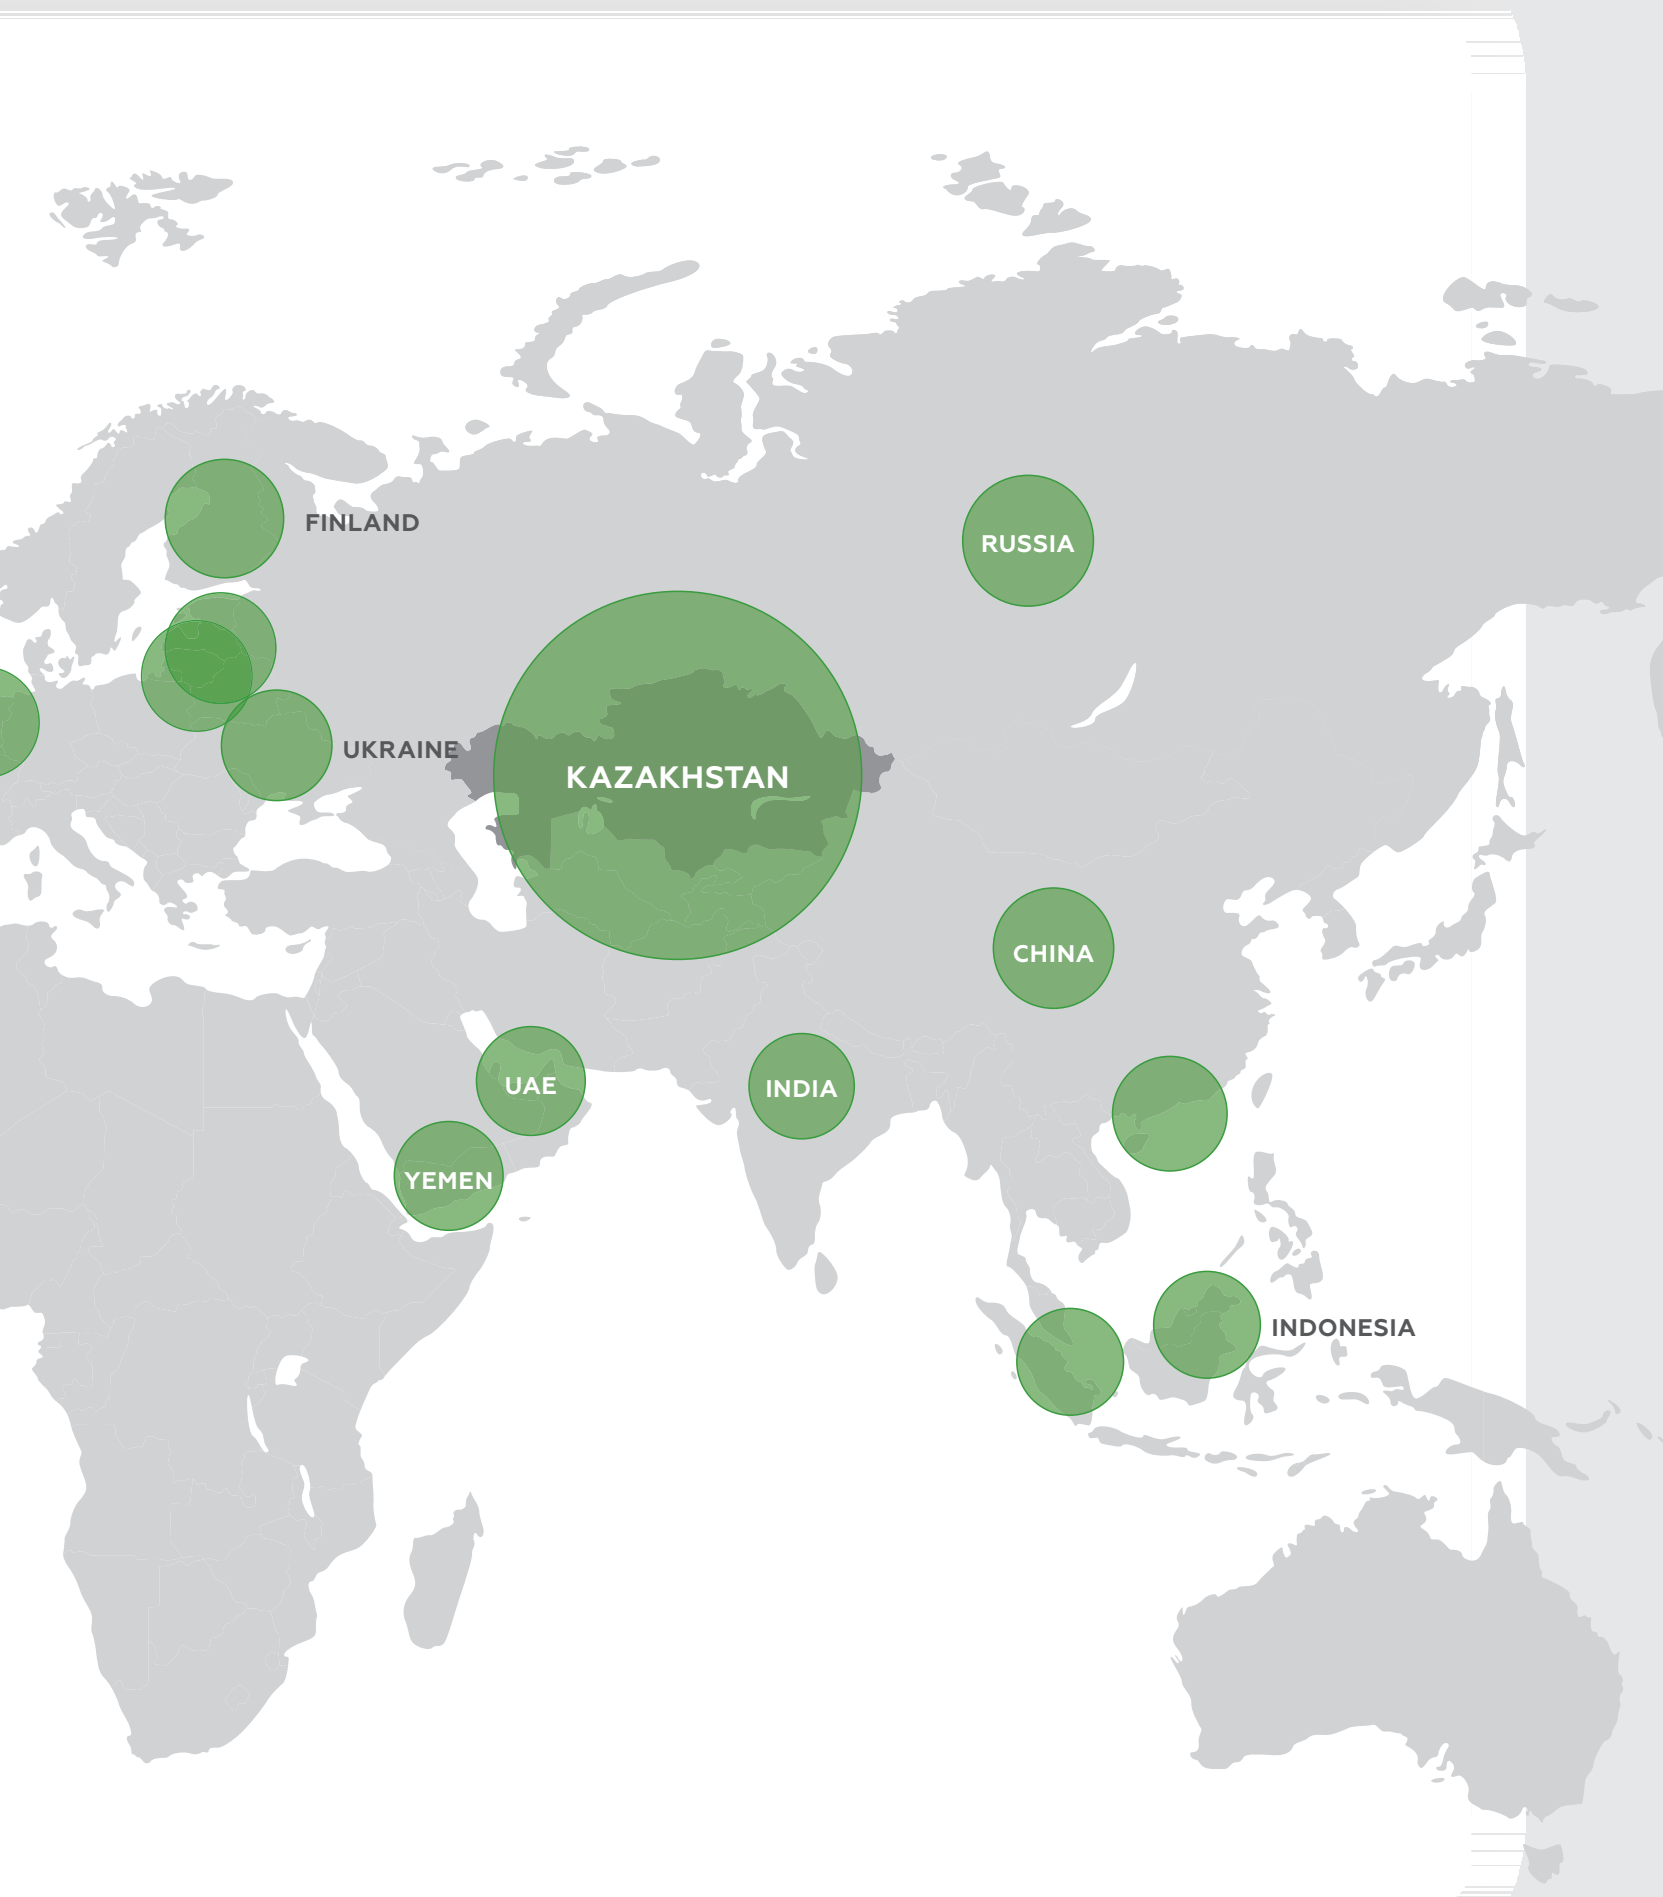 FINLAND
RUSSIA
UKRAINE
KAZAKHSTAN
CHINA
UAE
INDIA
YEMEN
INDONESIA